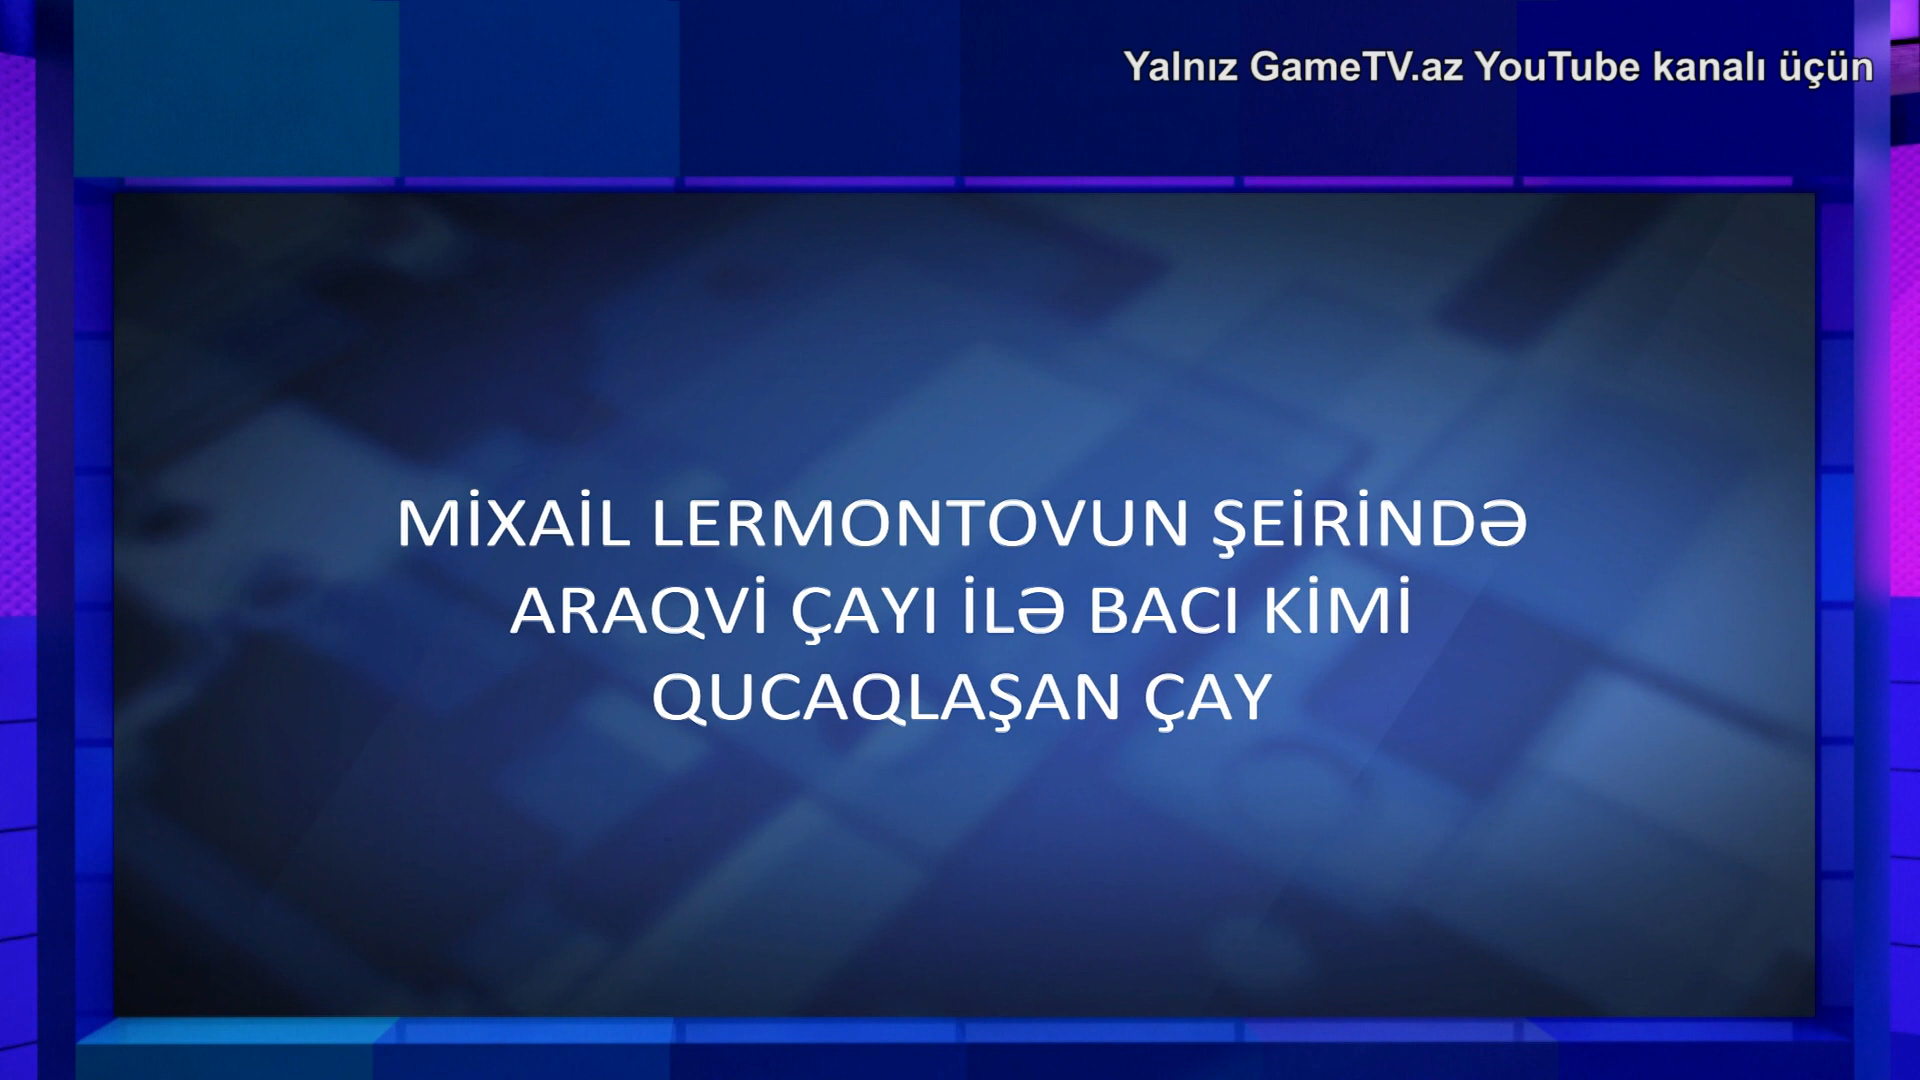 Yalnız GameTV.az YouTube kanalı üçün
MİXAİL LERMONTOVUN ŞEİRİNDƏ
ARAQVİ ÇAYI İLƏ BACI KİMİ
QUCAQLAŞAN ÇAY